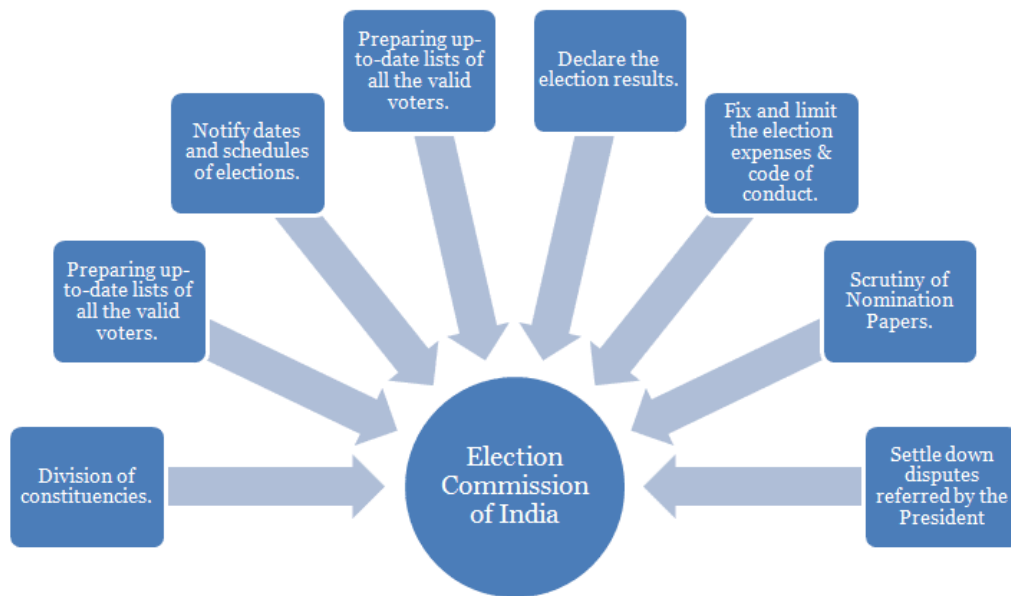 Preparing up-
to-date lists of
all the valid
voters.
Declare the
election results.
Notify dates
and schedules
of elections.
Fix and limit
the election
expenses &
code of
conduct.
Preparing up-
to-date lists of
all the valid
voters.
Scrutiny of
Nomination
Papers.
Division of
constituencies.
Election
Commission
of India
Settle down
disputes
referred by the
President